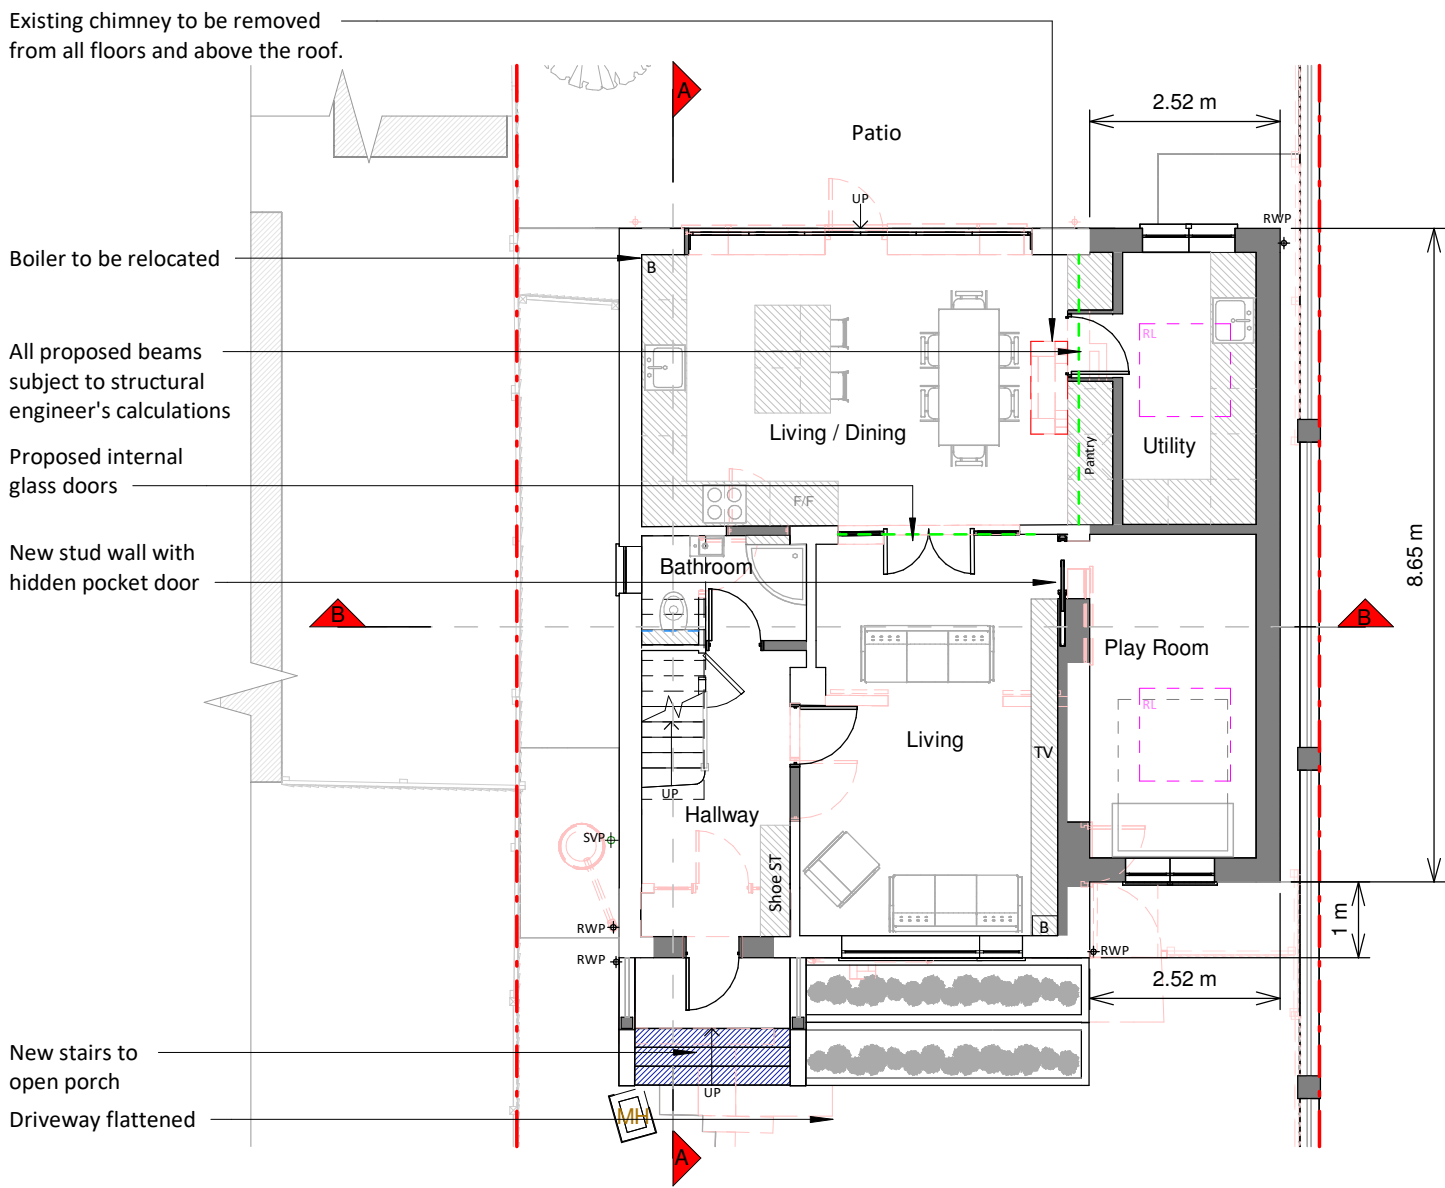 Existing chimney to be removed
from all floors and above the roof.
A
2.52 m
Patio
UP
RWP
Boiler to be relocated
B
RL
All proposed beams
subject to structural
engineer's calculations
Living / Dining
Pantry
Utility
Proposed internal
glass doors
F/F
8.65 m
New stud wall with
hidden pocket door
Bathroom
B
B
Play Room
RL
Living
TV
UP
Hallway
SVP
Shoe ST
RWP
B
1 m
RWP
RWP
2.52 m
New stairs to
open porch
UP
Driveway flattened
MH
A